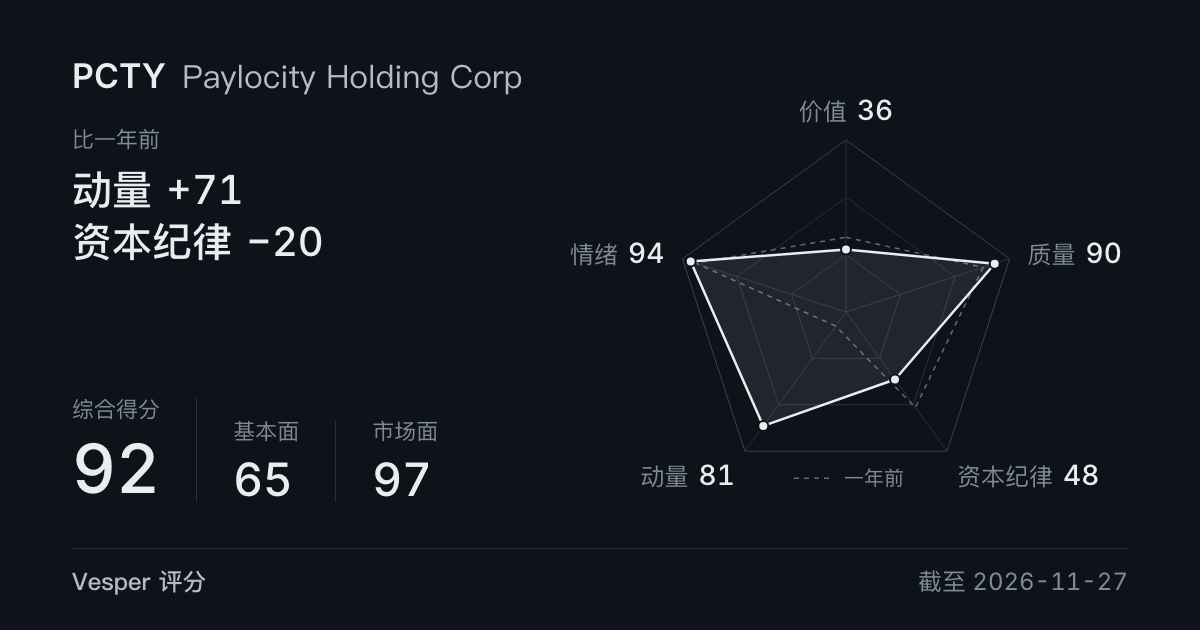 PCTY Paylocity Holding Corp
比一年前
动量 +71
资本纪律 −20
综合得分
92
基本面
65
市场面
97
价值 36
质量 90
资本纪律 48
动量 81
情绪 94
一年前
Vesper 评分
截至 2026-11-27